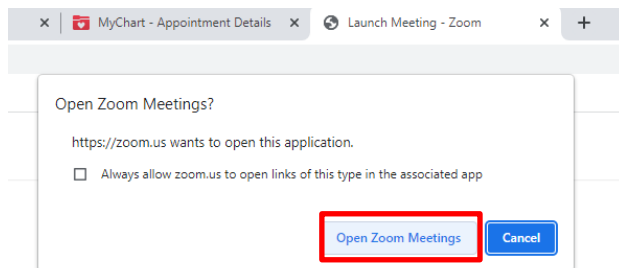 MyChart - Appointment Details
Launch Meeting - Zoom
Open Zoom Meetings?
https://zoom.us wants to open this application.
Always allow zoom.us to open links of this type in the associated app
Open Zoom Meetings
Cancel